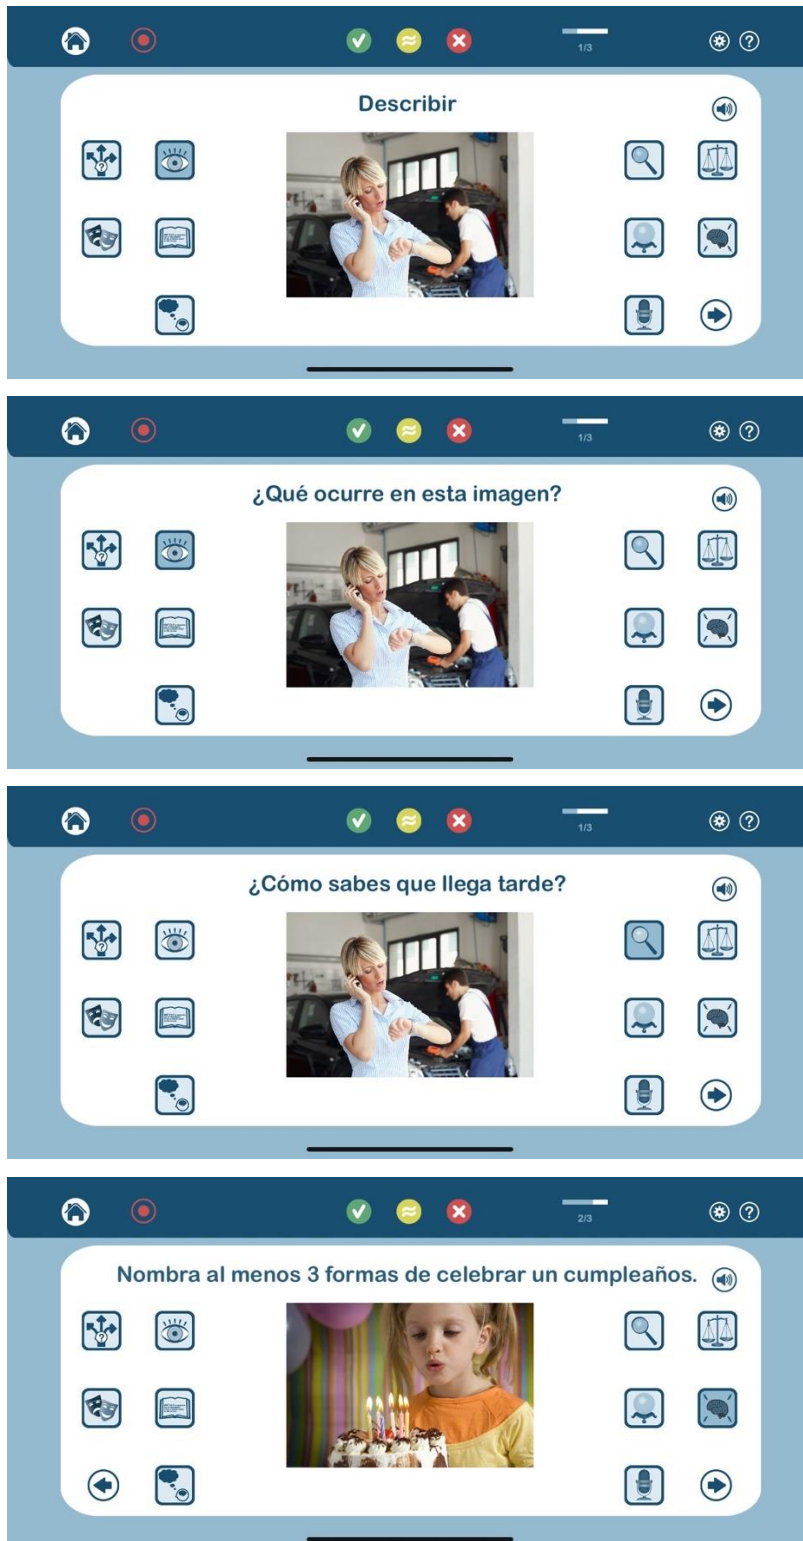 1/3
Describir
1/3
¿Qué ocurre en esta imagen?
1/3
¿Cómo sabes que llega tarde?
2/3
Nombra al menos 3 formas de celebrar un cumpleaños.